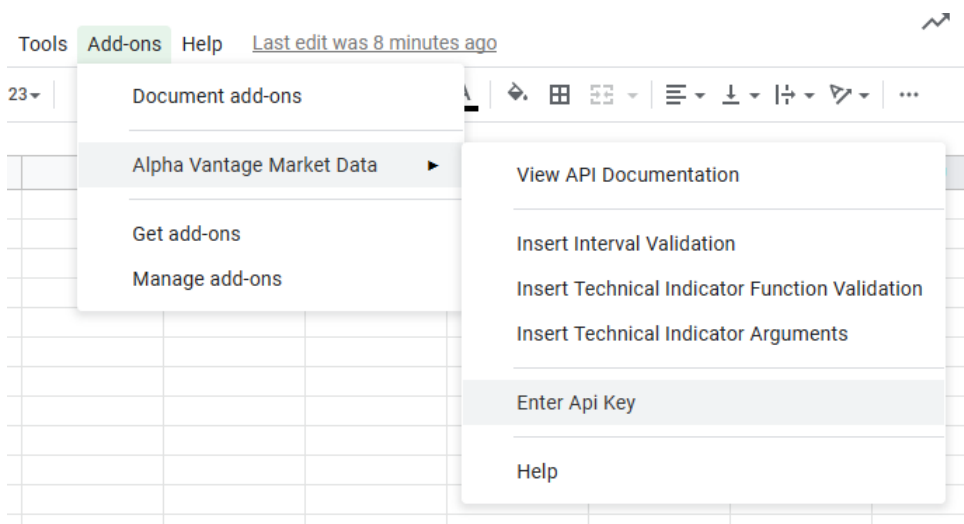 Tools Add-ons Help Last edit was 8 minutes ago
23
Document add-ons
A
Alpha Vantage Market Data
Get add-ons
Manage add-ons
View API Documentation
Insert Interval Validation
Insert Technical Indicator Function Validation
Insert Technical Indicator Arguments
Enter Api Key
Help